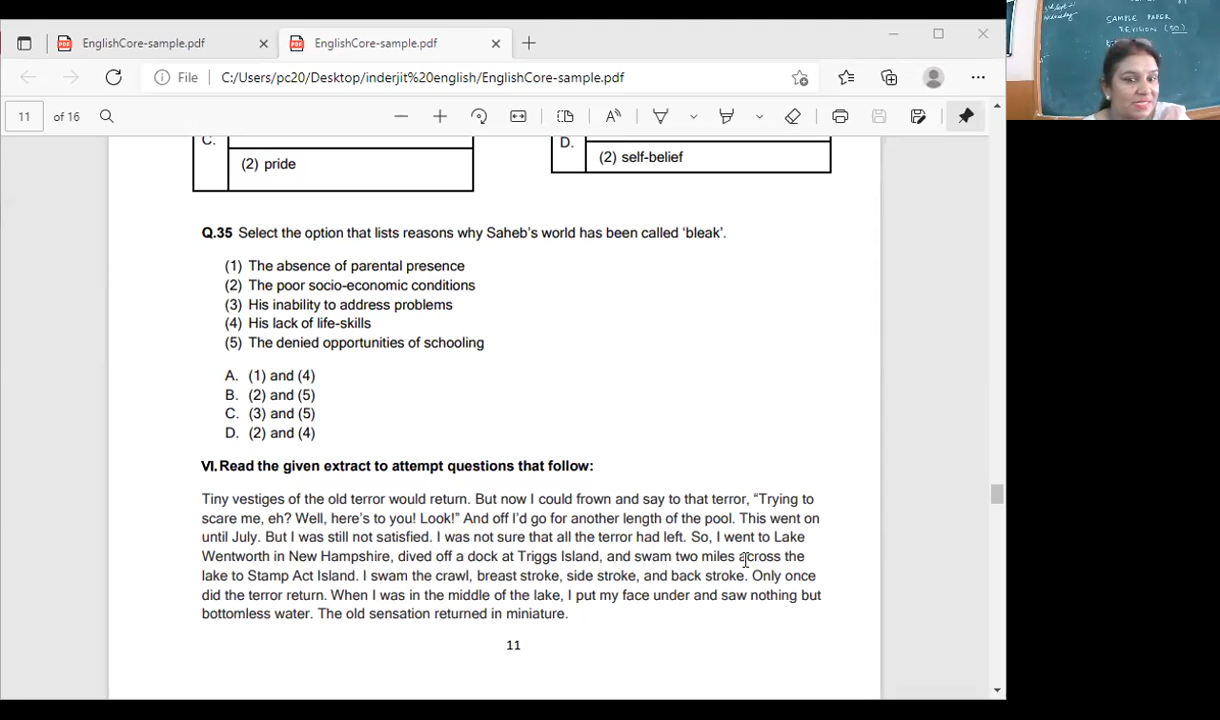 EnglishCore-sample.pdf
EnglishCore-sample.pdf
File C:/Users/pc20/Desktop/inderjit%20english/EnglishCore-sample.pdf
11 of 16
C.
(2) pride
D.
(2) self-belief
Q.35 Select the option that lists reasons why Saheb's world has been called 'bleak'.
(1) The absence of parental presence
(2) The poor socio-economic conditions
(3) His inability to address problems
(4) His lack of life-skills
(5) The denied opportunities of schooling
A. (1) and (4)
B. (2) and (5)
C. (3) and (5)
D. (2) and (4)
VI. Read the given extract to attempt questions that follow:
Tiny vestiges of the old terror would return. But now I could frown and say to that terror, "Trying to
scare me, eh? Well, here's to you! Look!" And off I'd go for another length of the pool. This went on
until July. But I was still not satisfied. I was not sure that all the terror had left. So, I went to Lake
Wentworth in New Hampshire, dived off a dock at Triggs Island, and swam two miles across the
lake to Stamp Act Island. I swam the crawl, breast stroke, side stroke, and back stroke. Only once
did the terror return. When I was in the middle of the lake, I put my face under and saw nothing but
bottomless water. The old sensation returned in miniature.
11
Wednesday
SAMPLE PAPER
REVISION (50)